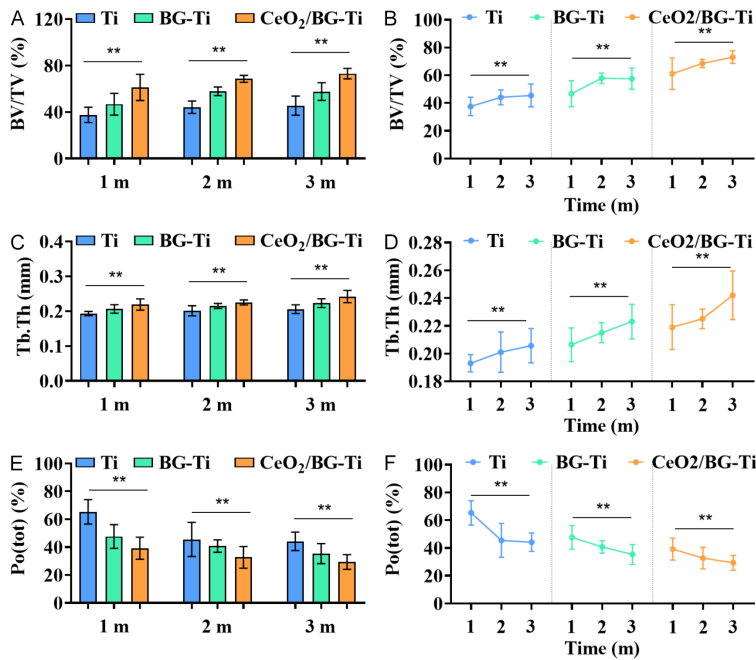 A
Ti BG-Ti CeO₂/BG-Ti
BV/TV (%)
120
80
40
0
** ** **
1 m 2 m 3 m
B
Ti BG-Ti CeO2/BG-Ti
BV/TV (%)
100
80
60
40
20
0
** ** **
1 2 3 1 2 3 1 2 3
Time (m)
C
Ti BG-Ti CeO₂/BG-Ti
Tb.Th (mm)
0.4
0.3
0.2
0.1
0.0
** ** **
1 m 2 m 3 m
D
Ti BG-Ti CeO2/BG-Ti
Tb.Th (mm)
0.28
0.26
0.24
0.22
0.20
0.18
** ** **
1 2 3 1 2 3 1 2 3
Time (m)
E
Ti BG-Ti CeO₂/BG-Ti
Po(tot) (%)
100
80
60
40
20
0
** ** **
1 m 2 m 3 m
F
Ti BG-Ti CeO2/BG-Ti
Po(tot) (%)
100
80
60
40
20
0
** ** **
1 2 3 1 2 3 1 2 3
Time (m)